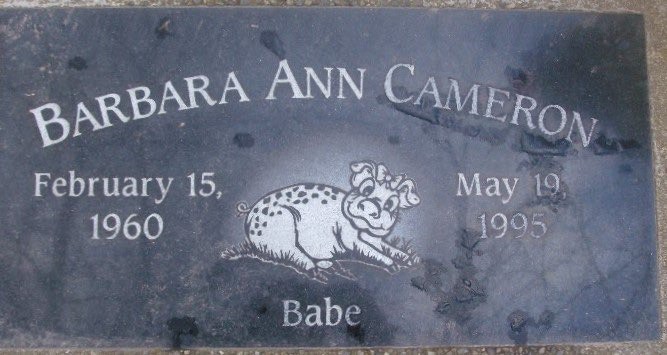 BARBARA ANN CAMERON
February 15,
1960
May 19,
1995
Babe